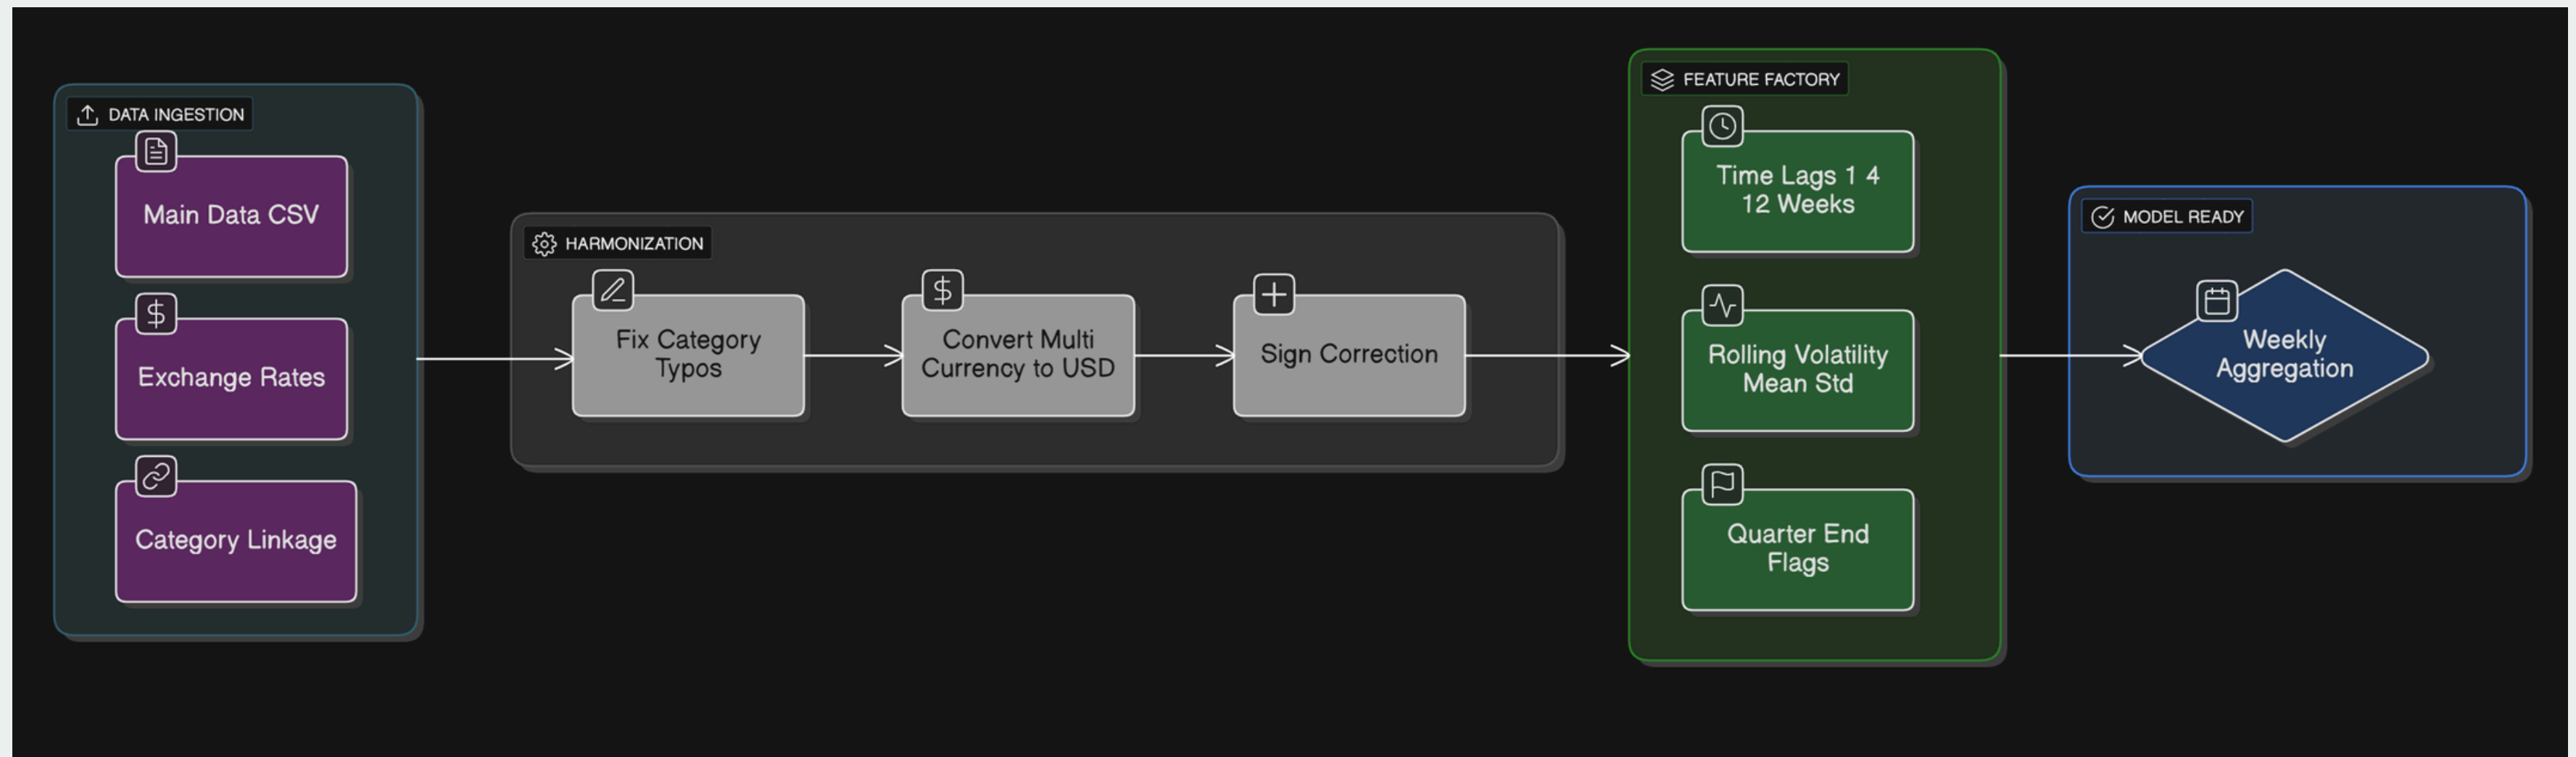 DATA INGESTION
Main Data CSV
Exchange Rates
Category Linkage
HARMONIZATION
Fix Category
Typos
Convert Multi
Currency to USD
Sign Correction
FEATURE FACTORY
Time Lags 1 4
12 Weeks
Rolling Volatility
Mean Std
Quarter End
Flags
MODEL READY
Weekly
Aggregation